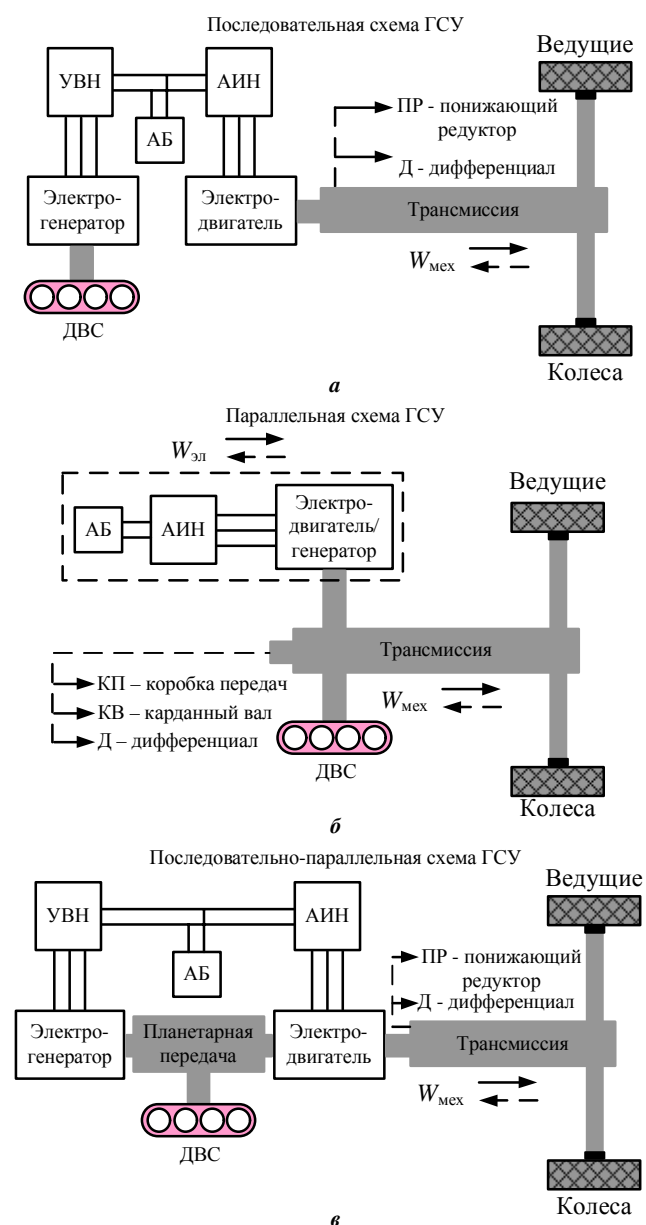 Последовательная схема ГСУ
Ведущие
УВН
АИН
АБ
ПР - понижающий
редуктор
Д - дифференциал
Электро-
генератор
Электро-
двигатель
Трансмиссия
Wмех
ДВС
Колеса
а
Параллельная схема ГСУ
Wэл
Ведущие
АБ
АИН
Электро-
двигатель/
генератор
Трансмиссия
КП – коробка передач
КВ – карданный вал
Д – дифференциал
Wмех
ДВС
Колеса
б
Последовательно-параллельная схема ГСУ
Ведущие
УВН
АИН
АБ
ПР - понижающий
редуктор
Д - дифференциал
Электро-
генератор
Планетарная
передача
Электро-
двигатель
Трансмиссия
Wмех
ДВС
Колеса
в